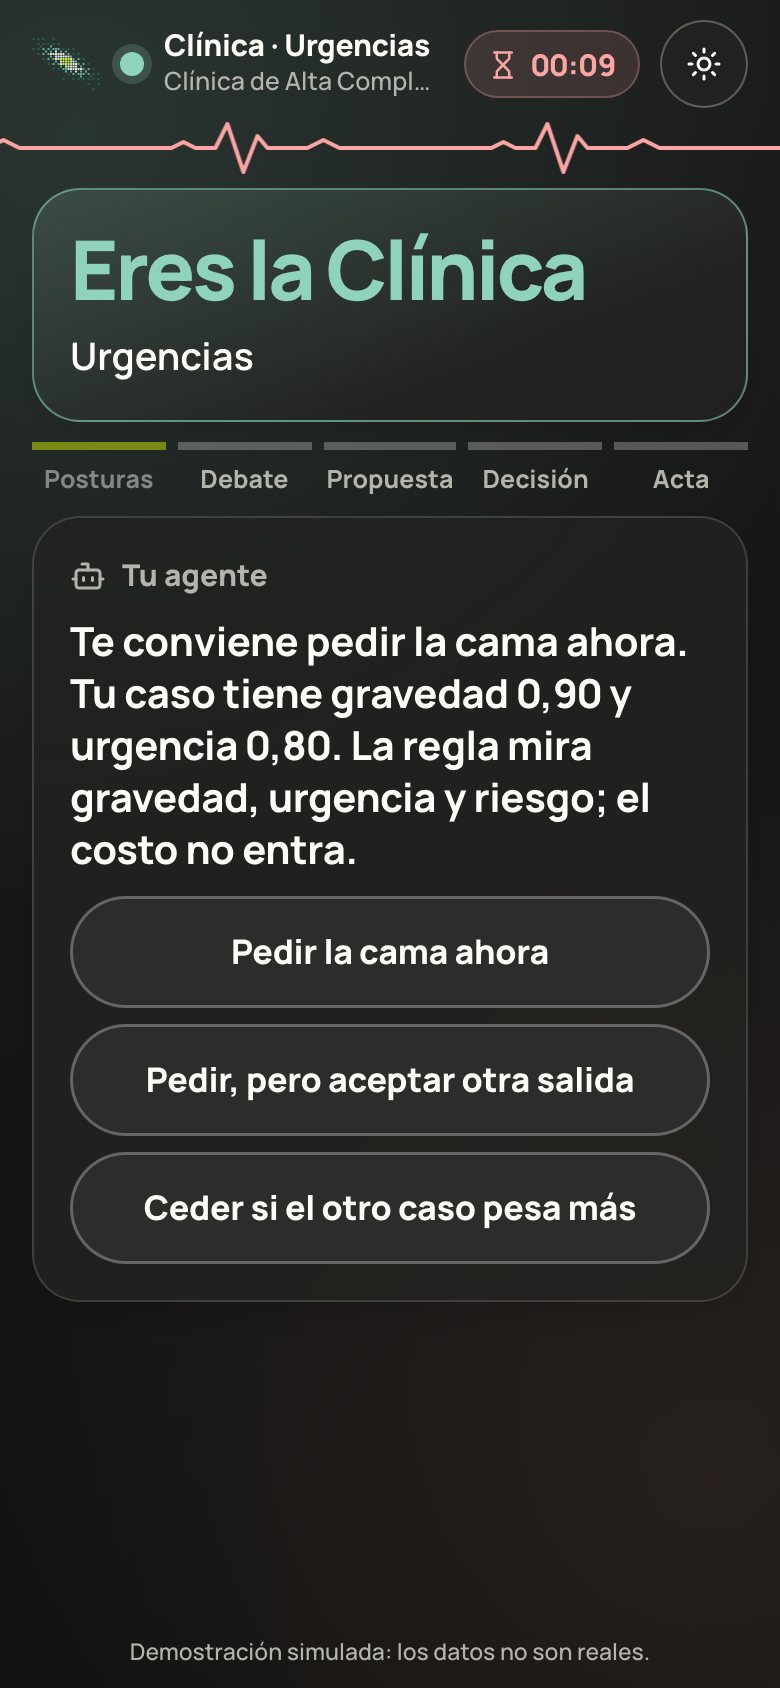 Clínica · Urgencias
Clínica de Alta Compl...
00:09
Eres la Clínica
Urgencias
Posturas
Debate
Propuesta
Decisión
Acta
Tu agente
Te conviene pedir la cama ahora.
Tu caso tiene gravedad 0,90 y
urgencia 0,80. La regla mira
gravedad, urgencia y riesgo; el
costo no entra.
Pedir la cama ahora
Pedir, pero aceptar otra salida
Ceder si el otro caso pesa más
Demostración simulada: los datos no son reales.